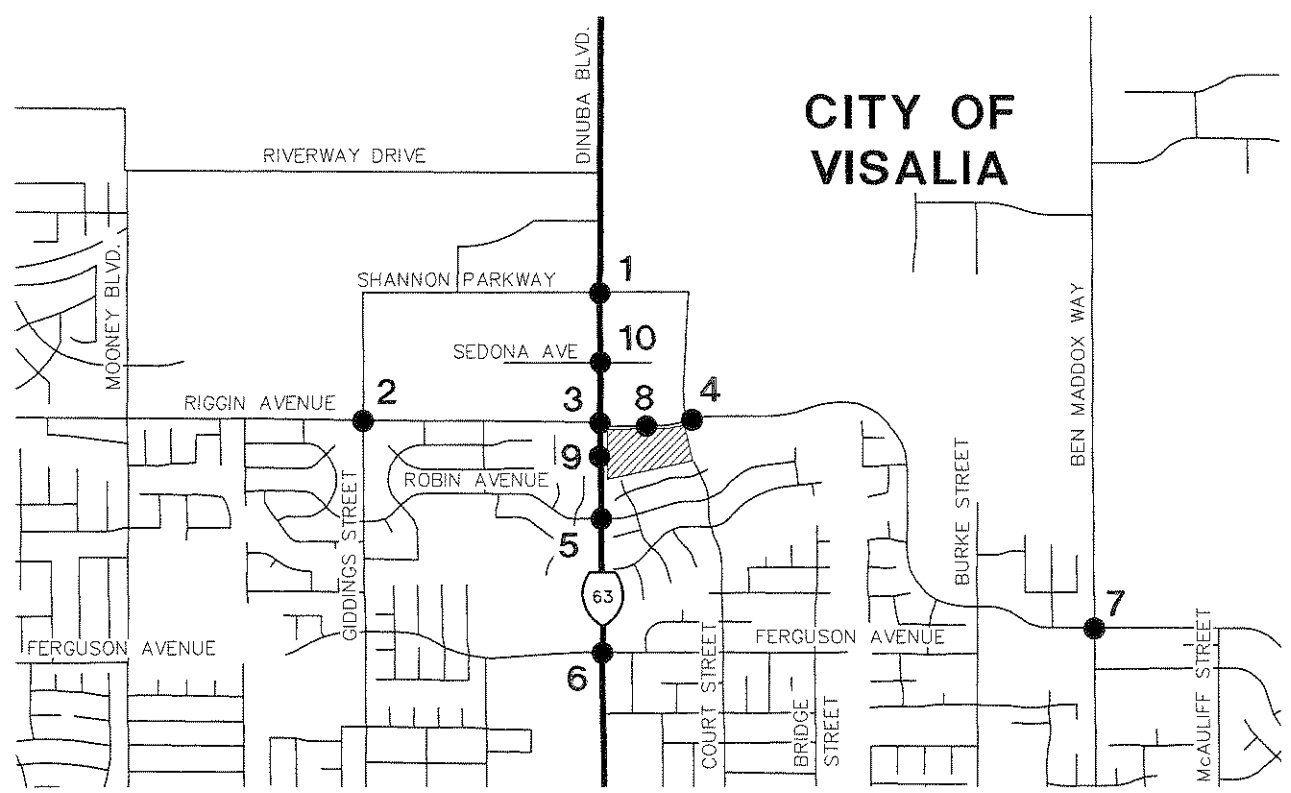 DINUBA BLVD.
CITY OF
VISALIA
RIVERWAY DRIVE
MOONEY BLVD.
SHANNON PARKWAY
1
SEDONA AVE
10
BEN MADDOX WAY
RIGGIN AVENUE
2
3
8
4
9
ROBIN AVENUE
GIDDINGS STREET
5
BURKE STREET
63
7
FERGUSON AVENUE
FERGUSON AVENUE
6
COURT STREET
BRIDGE
STREET
McAULIFF STREET